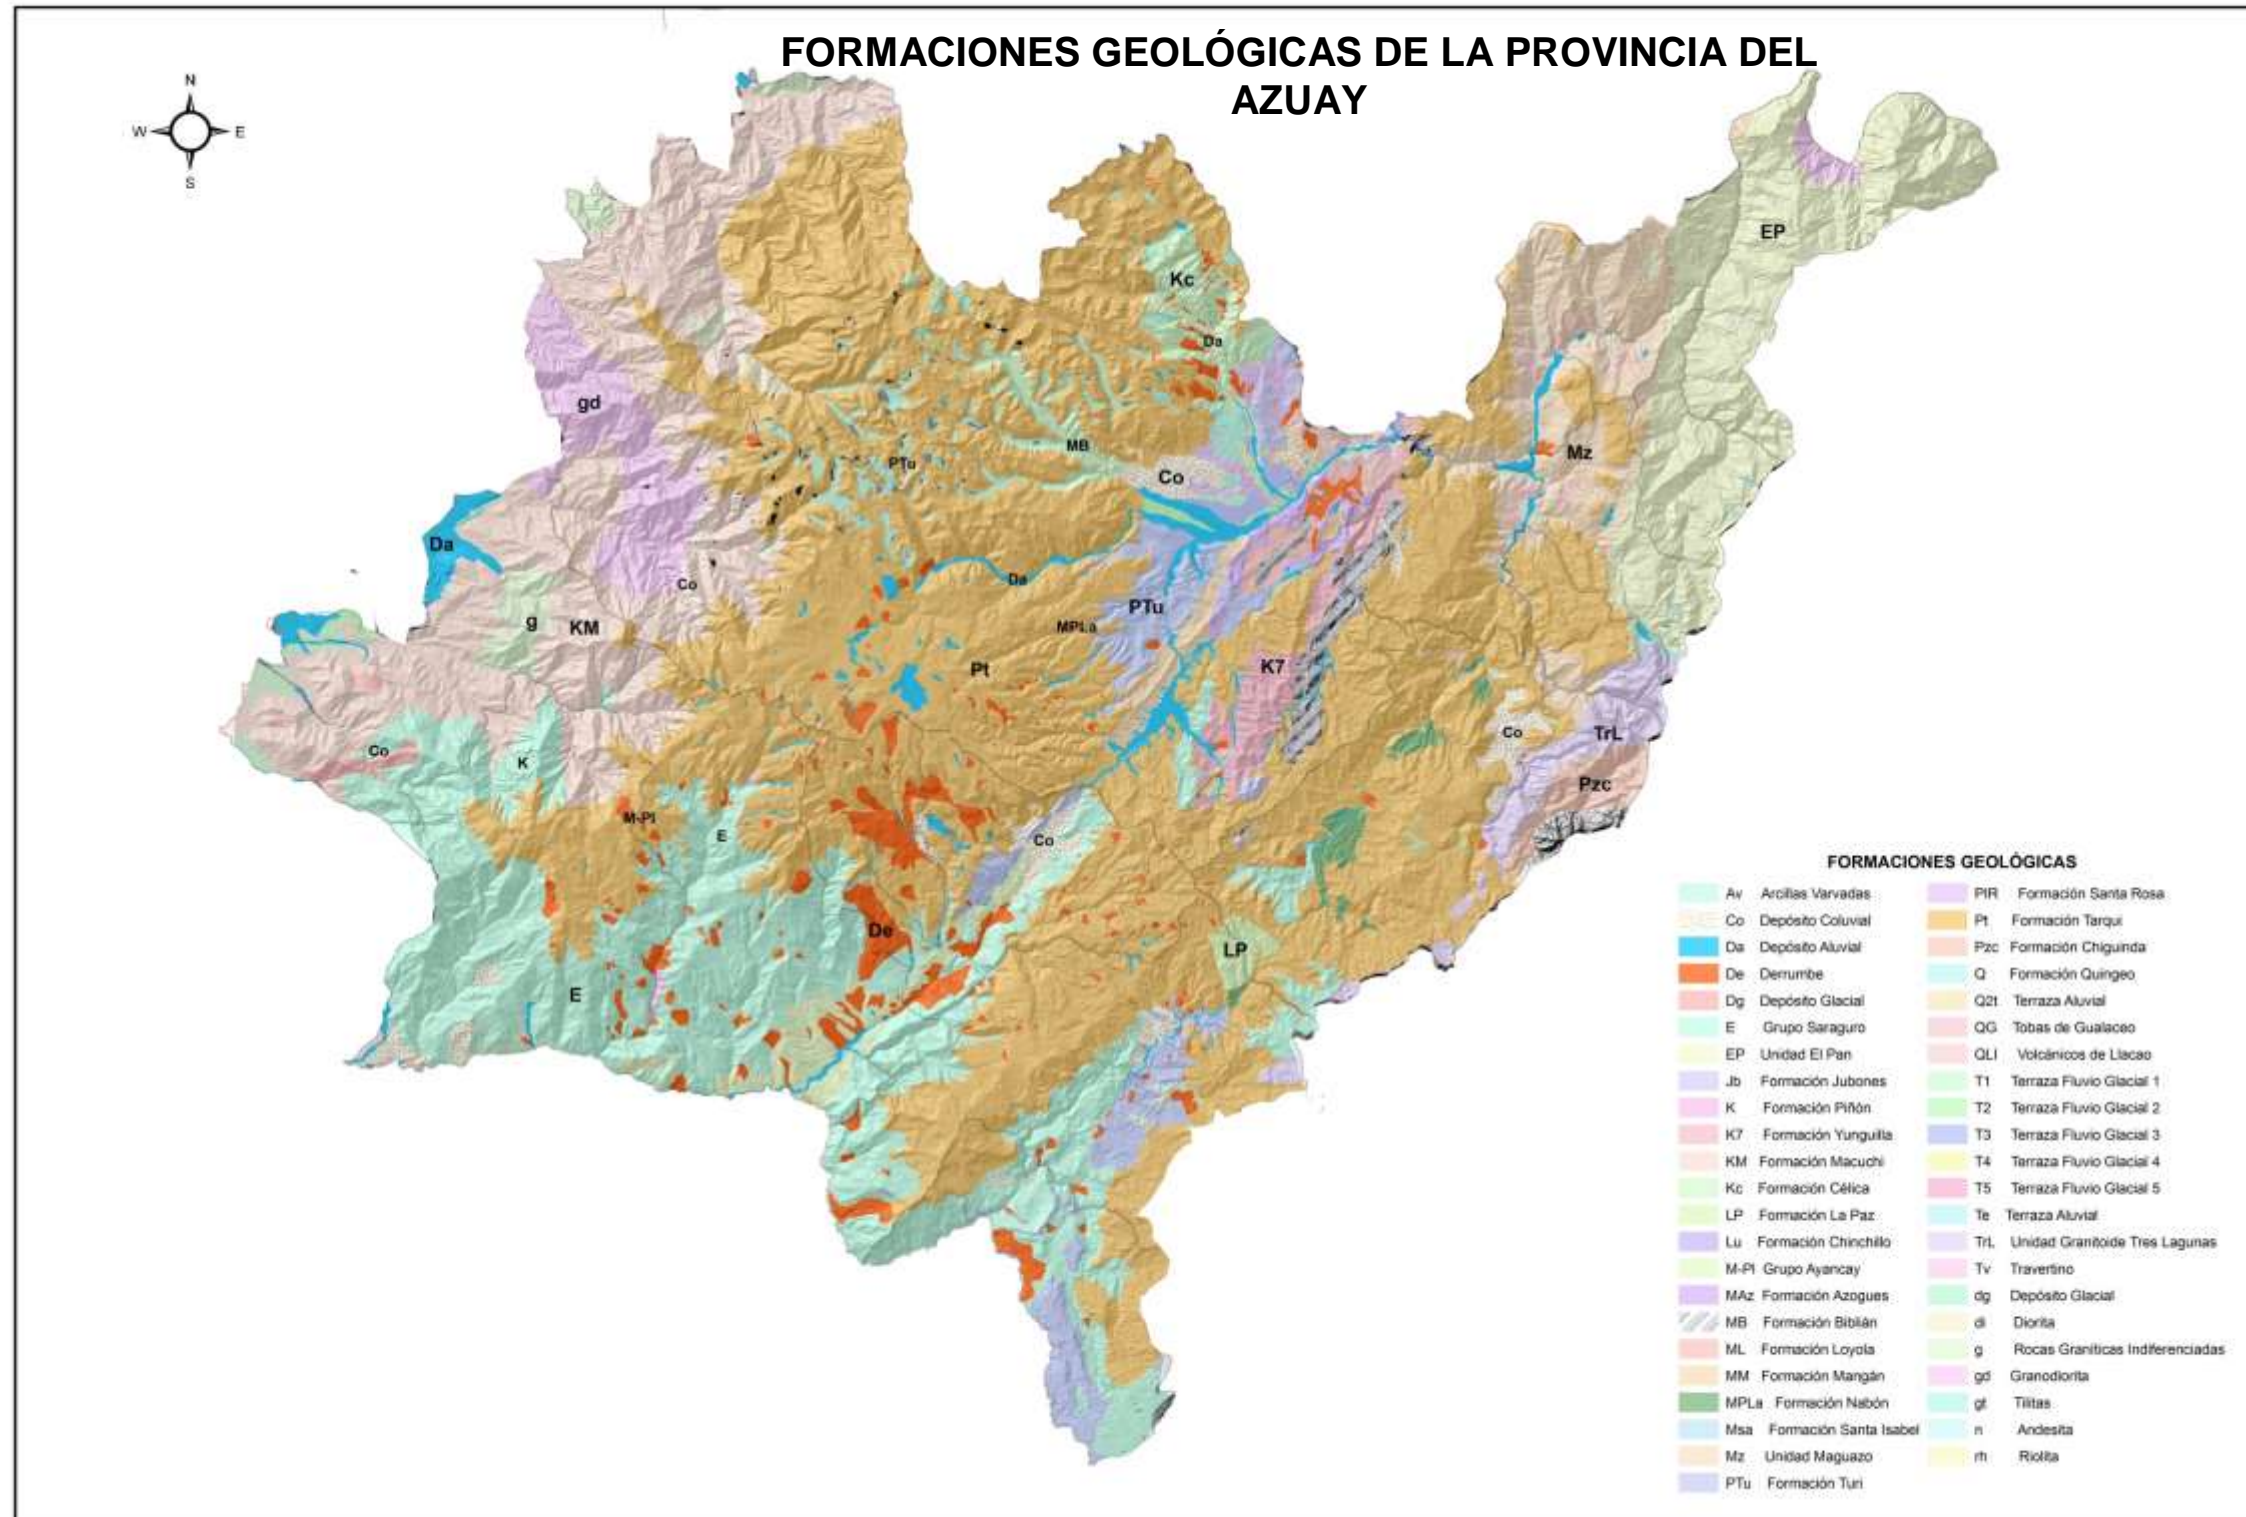 FORMACIONES GEOLÓGICAS DE LA PROVINCIA DEL
AZUAY
N
W E
S
EP
Kc
Da
gd
MB
Mz
PTu
Co
Da
Da
Co
g KM
PTu
MPLa
Pt
K7
Co
TrL
Co
K
Pzc
M-Pl
E
Co
De
LP
E
FORMACIONES GEOLÓGICAS
Av Arcillas Varvadas
Co Depósito Coluvial
Da Depósito Aluvial
De Derrumbe
Dg Depósito Glacial
E Grupo Saraguro
EP Unidad El Pan
Jb Formación Jubones
K Formación Piñón
K7 Formación Yunguilla
KM Formación Macuchi
Kc Formación Célica
LP Formación La Paz
Lu Formación Chinchillo
M-Pl Grupo Ayancay
MAz Formación Azogues
MB Formación Biblián
ML Formación Loyola
MM Formación Mangán
MPLa Formación Nabón
Msa Formación Santa Isabel
Mz Unidad Maguazo
PTu Formación Turi
PlR Formación Santa Rosa
Pt Formación Tarqui
Pzc Formación Chiguinda
Q Formación Quingeo
Q2t Terraza Aluvial
QG Tobas de Gualaceo
QLl Volcánicos de Llacao
T1 Terraza Fluvio Glacial 1
T2 Terraza Fluvio Glacial 2
T3 Terraza Fluvio Glacial 3
T4 Terraza Fluvio Glacial 4
T5 Terraza Fluvio Glacial 5
Te Terraza Aluvial
TrL Unidad Granitoide Tres Lagunas
Tv Travertino
dg Depósito Glacial
di Diorita
g Rocas Graníticas Indiferenciadas
gd Granodiorita
gt Tilitas
n Andesita
rh Riolita